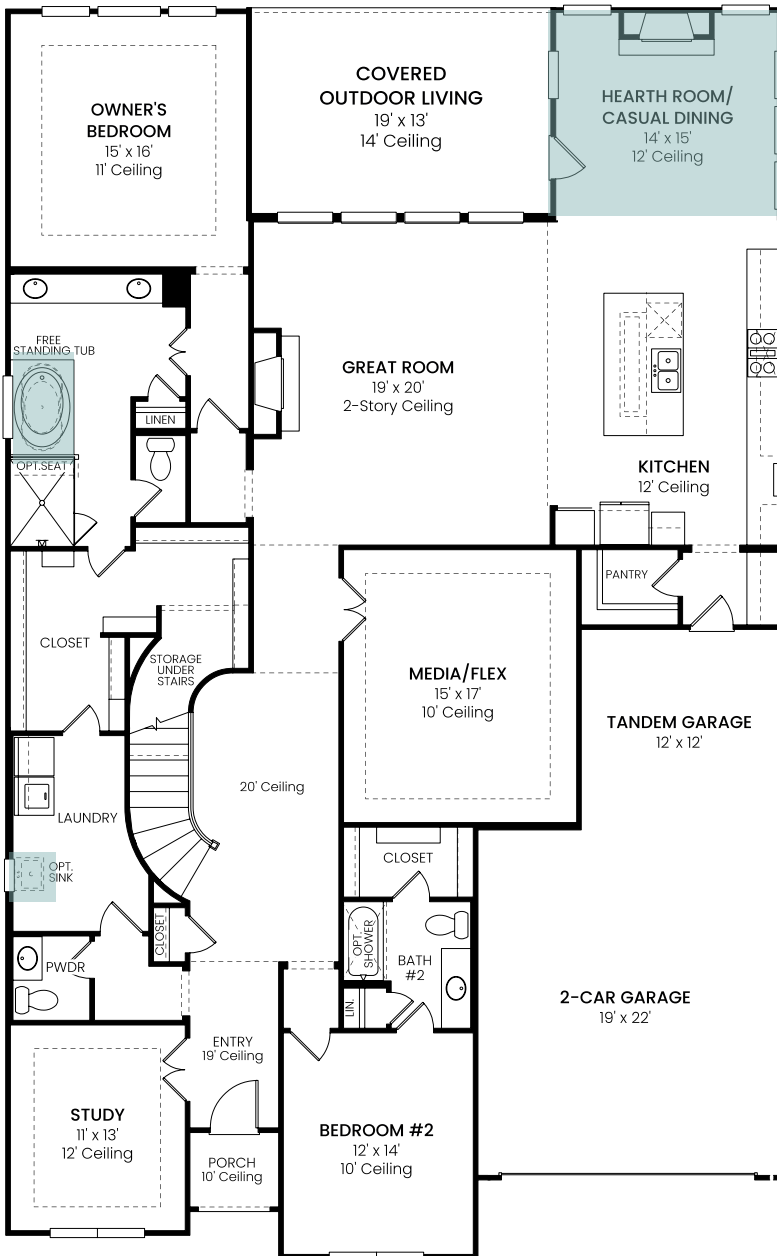 OWNER'S
BEDROOM
15' x 16'
11' Ceiling
COVERED
OUTDOOR LIVING
19' x 13'
14' Ceiling
HEARTH ROOM/
CASUAL DINING
14' x 15'
12' Ceiling
FREE
STANDING TUB
LINEN
OPT.SEAT
GREAT ROOM
19' x 20'
2-Story Ceiling
KITCHEN
12' Ceiling
PANTRY
CLOSET
STORAGE
UNDER
STAIRS
MEDIA/FLEX
15' x 17'
10' Ceiling
TANDEM GARAGE
12' x 12'
20' Ceiling
LAUNDRY
OPT.
SINK
CLOSET
CLOSET
OPT.
SHOWER
BATH
#2
LIN.
PWDR
2-CAR GARAGE
19' x 22'
ENTRY
19' Ceiling
STUDY
11' x 13'
12' Ceiling
PORCH
10' Ceiling
BEDROOM #2
12' x 14'
10' Ceiling